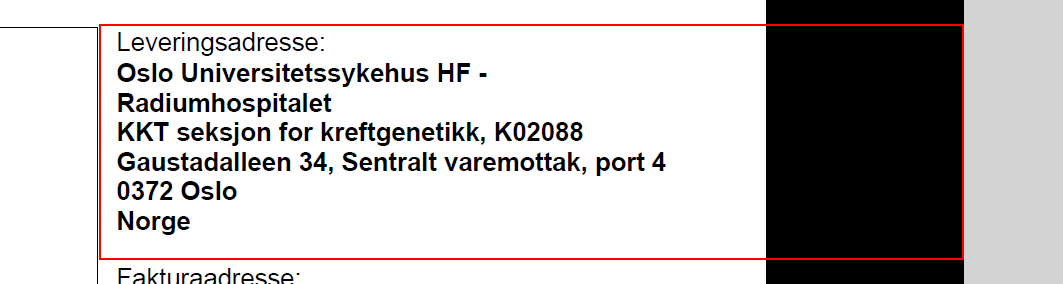 Leveringsadresse:
Oslo Universitetssykehus HF -
Radiumhospitalet
KKT seksjon for kreftgenetikk, K02088
Gaustadalleen 34, Sentralt varemottak, port 4
0372 Oslo
Norge
Fakturaadresse: